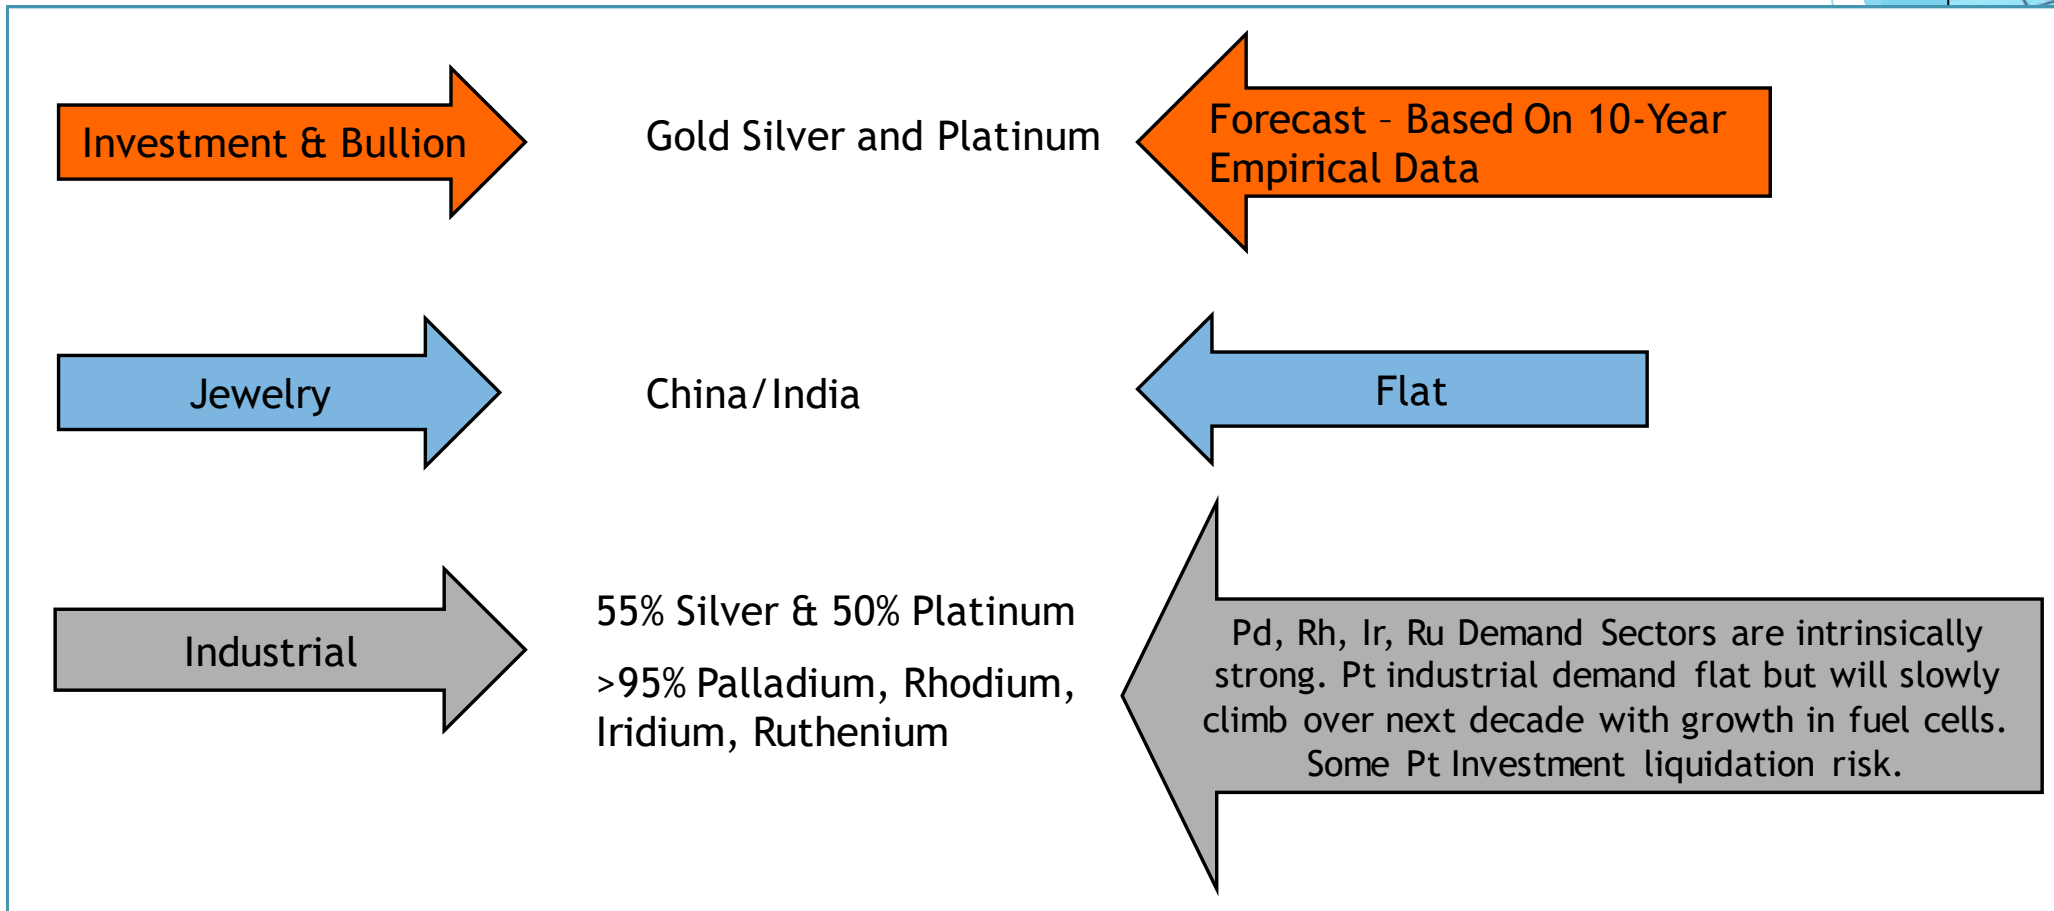 Investment & Bullion
Gold Silver and Platinum
Forecast – Based On 10-Year
Empirical Data
Jewelry
China/India
Flat
Industrial
55% Silver & 50% Platinum
>95% Palladium, Rhodium,
Iridium, Ruthenium
Pd, Rh, Ir, Ru Demand Sectors are intrinsically
strong. Pt industrial demand flat but will slowly
climb over next decade with growth in fuel cells.
Some Pt Investment liquidation risk.